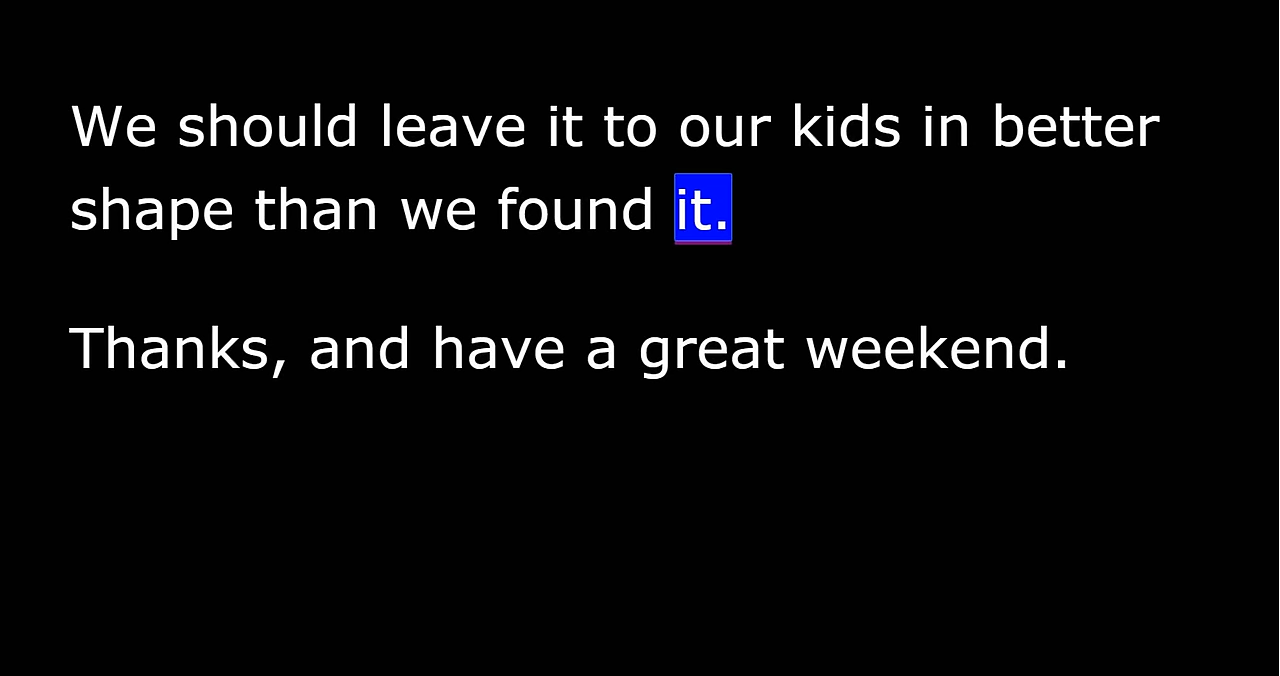 We should leave it to our kids in better
shape than we found it.
Thanks, and have a great weekend.